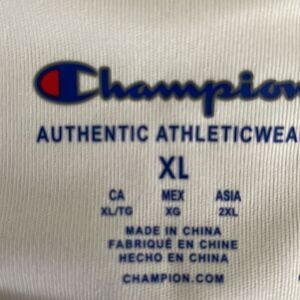 Champion
AUTHENTIC ATHLETICWEA
XL
CA MEX ASIA
XL/TG XG 2XL
MADE IN CHINA
FABRIQUÉ EN CHINE
HECHO EN CHINA
CHAMPION.COM